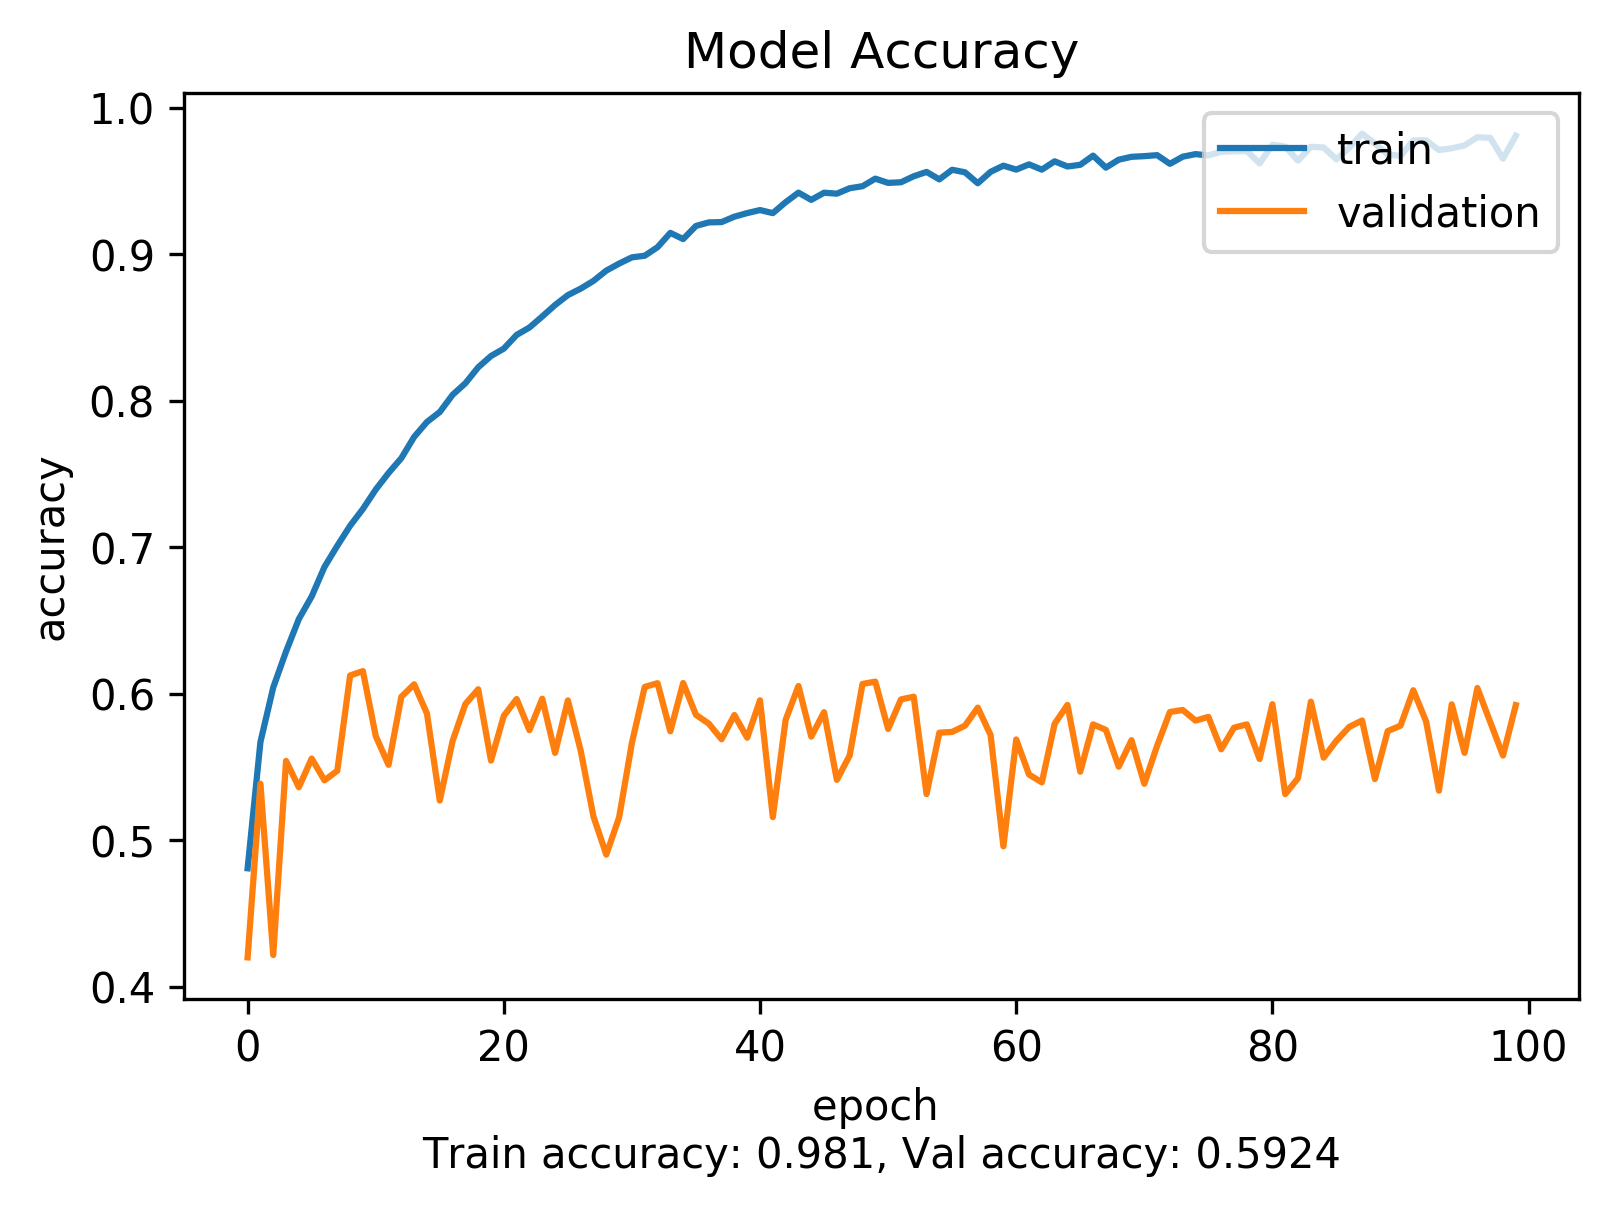 Model Accuracy
1.0
0.9
0.8
0.7
0.6
0.5
0.4
accuracy
train
validation
0 20 40 60 80 100
epoch
Train accuracy: 0.981, Val accuracy: 0.5924